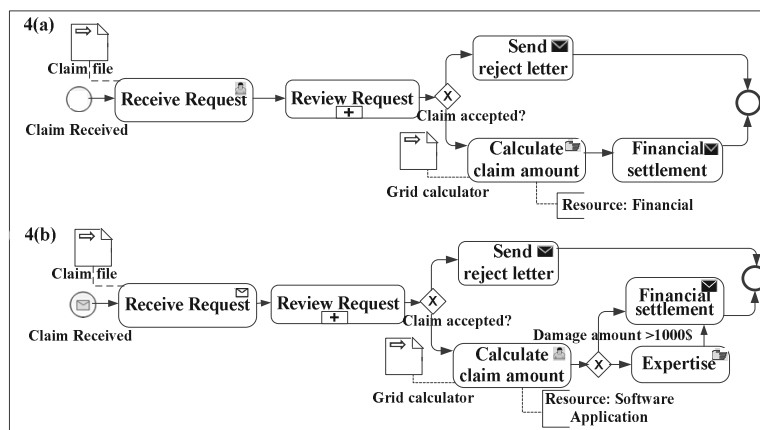 4(a)
Claim file
Claim Received
Receive Request
Review Request
+
X
Claim accepted?
Send
reject letter
Grid calculator
Calculate
claim amount
Financial
settlement
Resource: Financial
4(b)
Claim file
Claim Received
Receive Request
Review Request
+
X
Claim accepted?
Send
reject letter
Grid calculator
Calculate
claim amount
X
Damage amount >1000$
Financial
settlement
Expertise
Resource: Software
Application